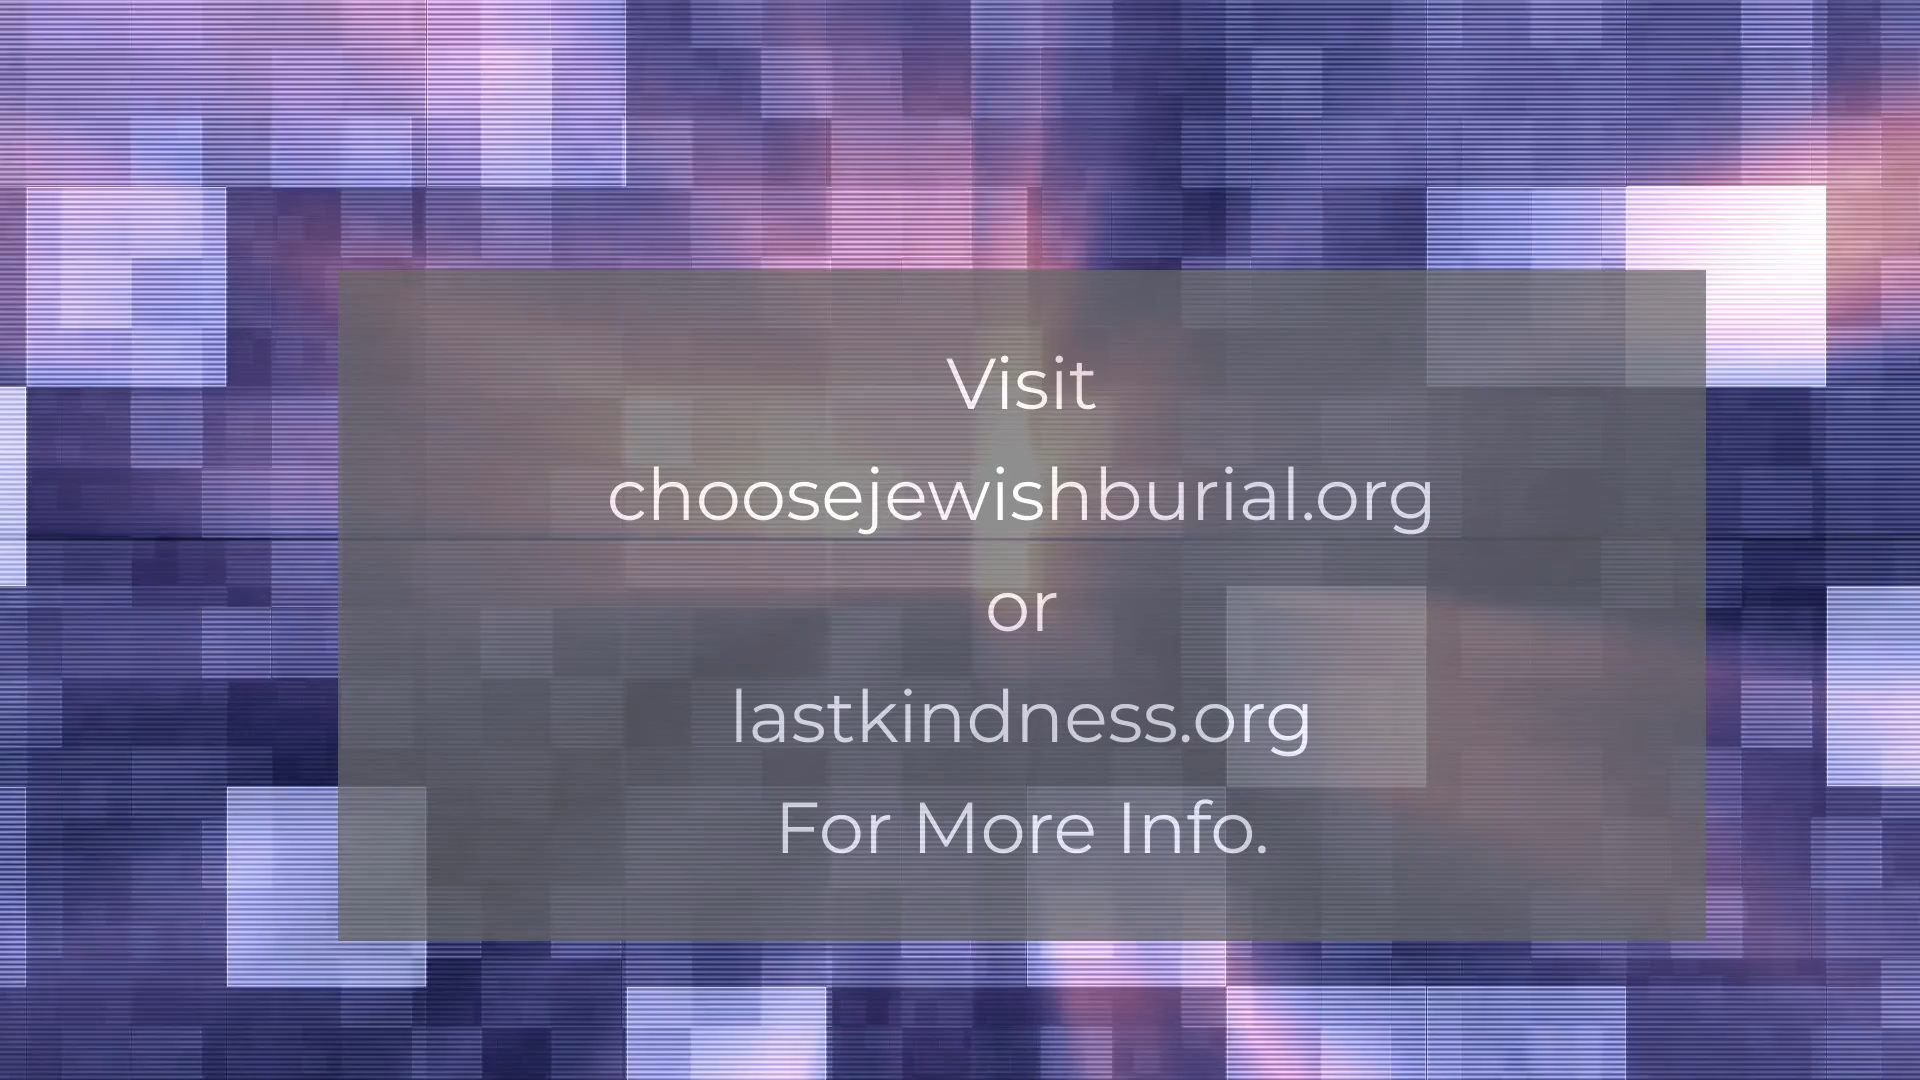 Visit
choosejewishburial.org
or
lastkindness.org
For More Info.